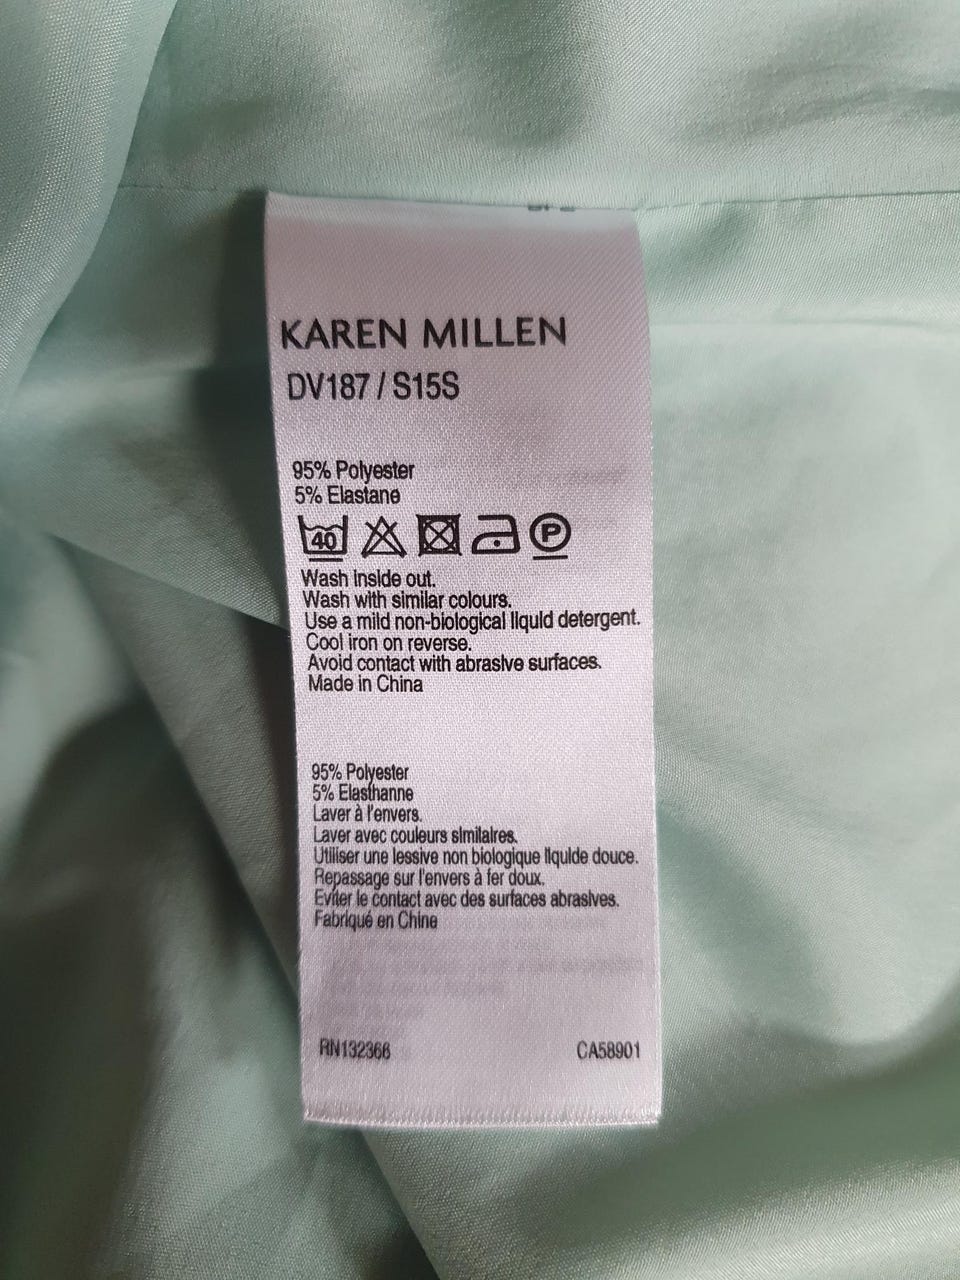 KAREN MILLEN
DV187 / S15S
95% Polyester
5% Elastane
40 P
Wash inside out.
Wash with similar colours.
Use a mild non-biological liquid detergent.
Cool iron on reverse.
Avoid contact with abrasive surfaces.
Made in China
95% Polyester
5% Elasthanne
Laver à l'envers.
Laver avec couleurs similaires.
Utiliser une lessive non biologique liquide douce.
Repassage sur l'envers à fer doux.
Eviter le contact avec des surfaces abrasives.
Fabriqué en Chine
RN132366 CA58901